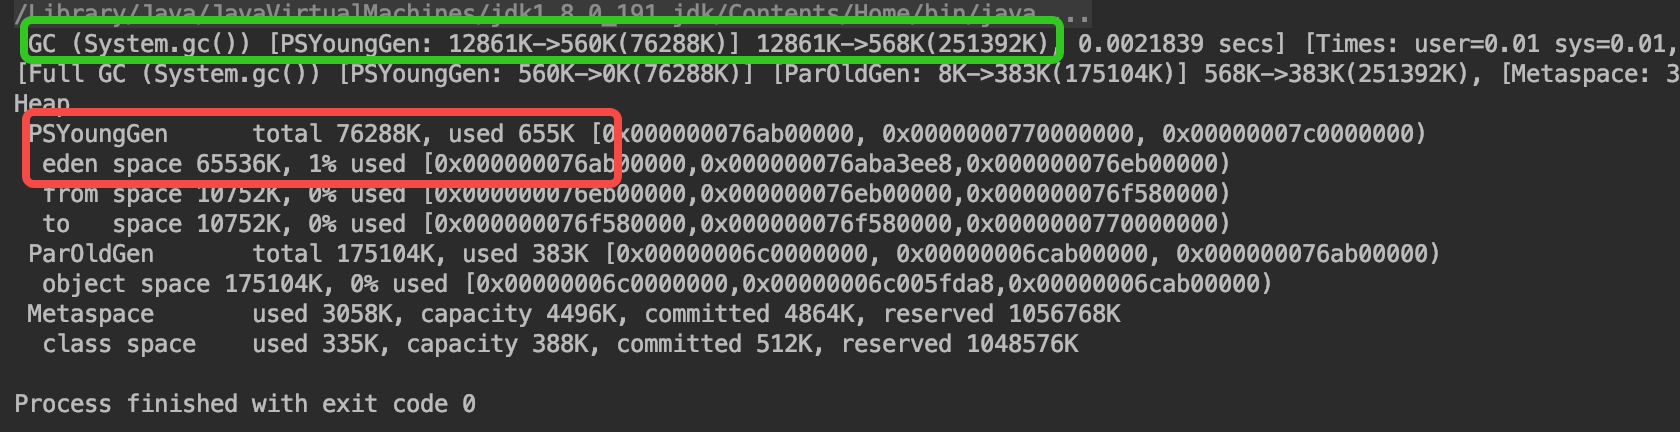 /Library/Java/JavaVirtualMachines/jdk1.8.0_191.jdk/Contents/Home/bin/java ...
GC (System.gc()) [PSYoungGen: 12861K->560K(76288K)] 12861K->568K(251392K), 0.0021839 secs] [Times: user=0.01 sys=0.01,
[Full GC (System.gc()) [PSYoungGen: 560K->0K(76288K)] [ParOldGen: 8K->383K(175104K)] 568K->383K(251392K), [Metaspace: 3
Heap
PSYoungGen total 76288K, used 655K [0x000000076ab00000, 0x0000000770000000, 0x00000007c0000000)
eden space 65536K, 1% used [0x000000076ab00000,0x000000076aba3ee8,0x000000076eb00000)
from space 10752K, 0% used [0x000000076eb00000,0x000000076eb00000,0x000000076f580000)
to space 10752K, 0% used [0x000000076f580000,0x000000076f580000,0x0000000770000000)
ParOldGen total 175104K, used 383K [0x00000006c0000000, 0x00000006cab00000, 0x000000076ab00000)
object space 175104K, 0% used [0x00000006c0000000,0x00000006c005fda8,0x00000006cab00000)
Metaspace used 3058K, capacity 4496K, committed 4864K, reserved 1056768K
class space used 335K, capacity 388K, committed 512K, reserved 1048576K
Process finished with exit code 0